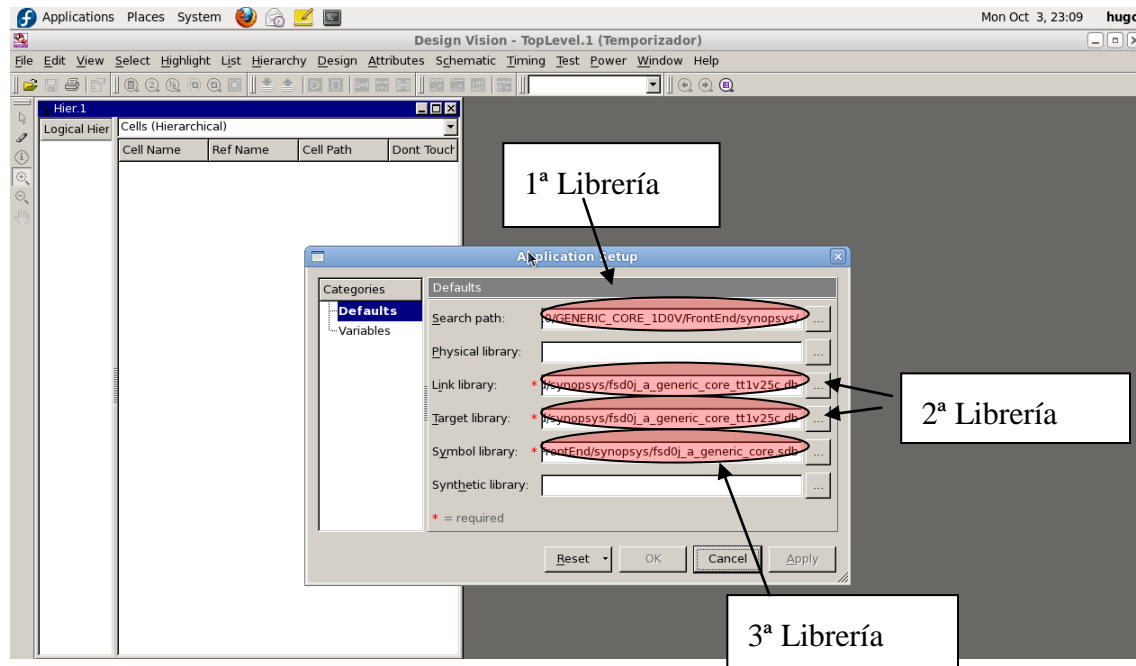 Applications Places System Mon Oct 3, 23:09 hugo
Design Vision - TopLevel.1 (Temporizador)
File Edit View Select Highlight List Hierarchy Design Attributes Schematic Timing Test Power Window Help
Hier.1
Logical Hier Cells (Hierarchical)
Cell Name Ref Name Cell Path Dont Touch
1ª Librería
Application Setup
Categories
Defaults
Variables
Defaults
Search path: 0/GENERIC_CORE_1D0V/FrontEnd/synopsys/ ...
Physical library: ...
Link library: * /synopsys/fsd0j_a_generic_core_tt1v25c.db ...
Target library: * /synopsys/fsd0j_a_generic_core_tt1v25c.db ...
Symbol library: * rontEnd/synopsys/fsd0j_a_generic_core.sdb ...
Synthetic library: ...
* = required
Reset OK Cancel Apply
2ª Librería
3ª Librería